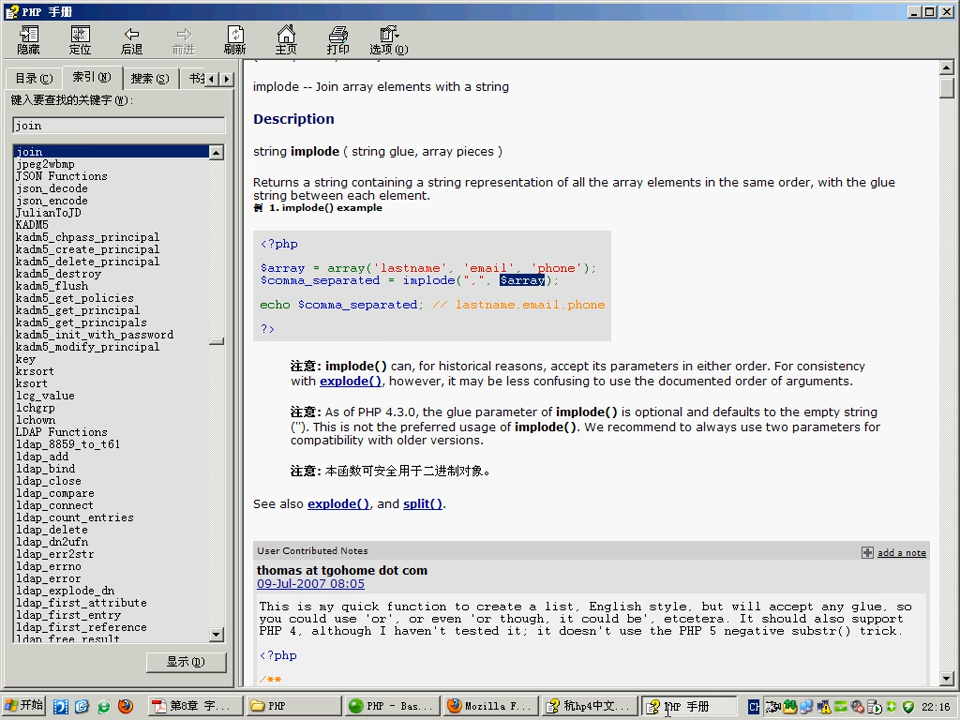 PHP 手册
隐藏
定位
后退
前进
刷新
主页
打印
选项(O)
目录(C)
索引(N)
搜索(S)
键入要查找的关键字(W):
join
join
jpeg2wbmp
JSON Functions
json_decode
json_encode
JulianToJD
KADM5
kadm5_chpass_principal
kadm5_create_principal
kadm5_delete_principal
kadm5_destroy
kadm5_flush
kadm5_get_policies
kadm5_get_principal
kadm5_get_principals
kadm5_init_with_password
kadm5_modify_principal
key
krsort
ksort
lcg_value
lchgrp
lchown
LDAP Functions
ldap_8859_to_t61
ldap_add
ldap_bind
ldap_close
ldap_compare
ldap_connect
ldap_count_entries
ldap_delete
ldap_dn2ufn
ldap_err2str
ldap_errno
ldap_error
ldap_explode_dn
ldap_first_attribute
ldap_first_entry
ldap_first_reference
ldap_free_result
显示(D)
implode -- Join array elements with a string
Description
string implode ( string glue, array pieces )
Returns a string containing a string representation of all the array elements in the same order, with the glue
string between each element.
例 1. implode() example
<?php
$array = array('lastname', 'email', 'phone');
$comma_separated = implode(",", $array);
echo $comma_separated; // lastname,email,phone
?>
注意: implode() can, for historical reasons, accept its parameters in either order. For consistency
with explode(), however, it may be less confusing to use the documented order of arguments.
注意: As of PHP 4.3.0, the glue parameter of implode() is optional and defaults to the empty string
(''). This is not the preferred usage of implode(). We recommend to always use two parameters for
compatibility with older versions.
注意: 本函数可安全用于二进制对象。
See also explode(), and split().
User Contributed Notes
add a note
thomas at tgohome dot com
09-Jul-2007 08:05
This is my quick function to create a list, English style, but will accept any glue, so
you could use 'or', or even 'or though, it could be', etcetera. It should also support
PHP 4, although I haven't tested it; it doesn't use the PHP 5 negative substr() trick.
<?php
/**
开始
第8章 字...
PHP
PHP - Bas...
Mozilla F...
杭hp4中文...
PHP 手册
CH
22:16